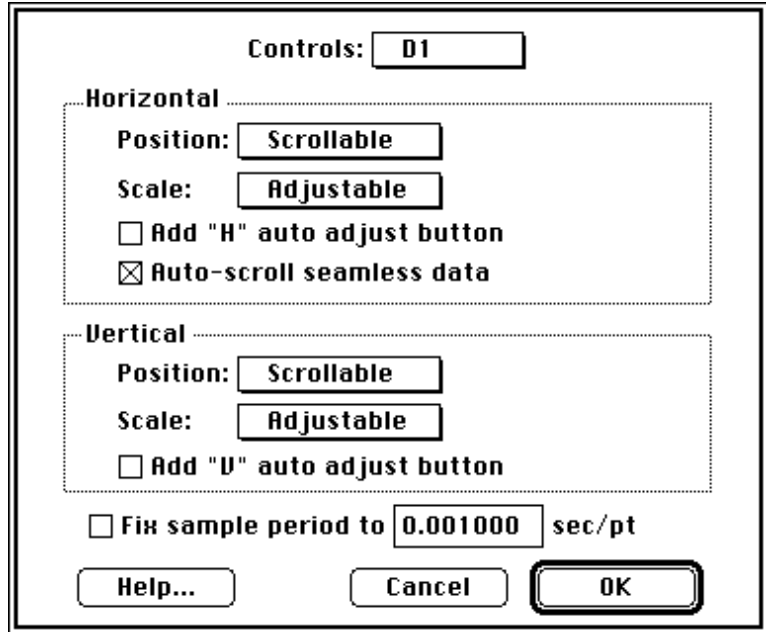 Controls: D1
Horizontal
Position: Scrollable
Scale: Adjustable
Add "H" auto adjust button
Auto-scroll seamless data
Vertical
Position: Scrollable
Scale: Adjustable
Add "V" auto adjust button
Fix sample period to 0.001000 sec/pt
Help... Cancel OK